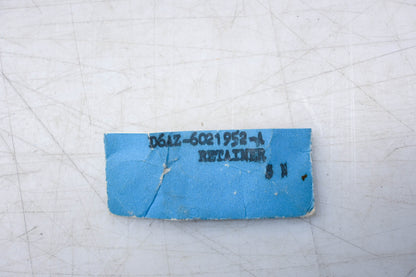 D6AZ-6021952-A
RETAINER
S N